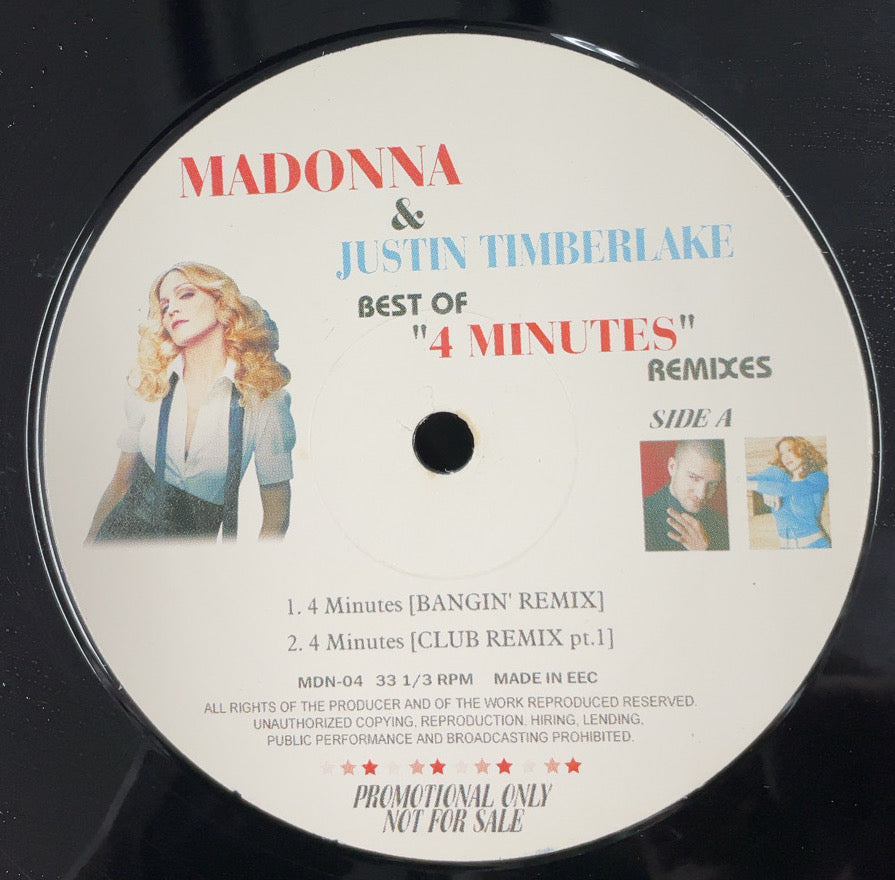 MADONNA
&
JUSTIN TIMBERLAKE
BEST OF
"4 MINUTES"
REMIXES
SIDE A
1. 4 Minutes [BANGIN' REMIX]
2. 4 Minutes [CLUB REMIX pt.1]
MDN-04 33 1/3 RPM MADE IN EEC
ALL RIGHTS OF THE PRODUCER AND OF THE WORK REPRODUCED RESERVED.
UNAUTHORIZED COPYING, REPRODUCTION. HIRING, LENDING,
PUBLIC PERFORMANCE AND BROADCASTING PROHIBITED.
PROMOTIONAL ONLY
NOT FOR SALE